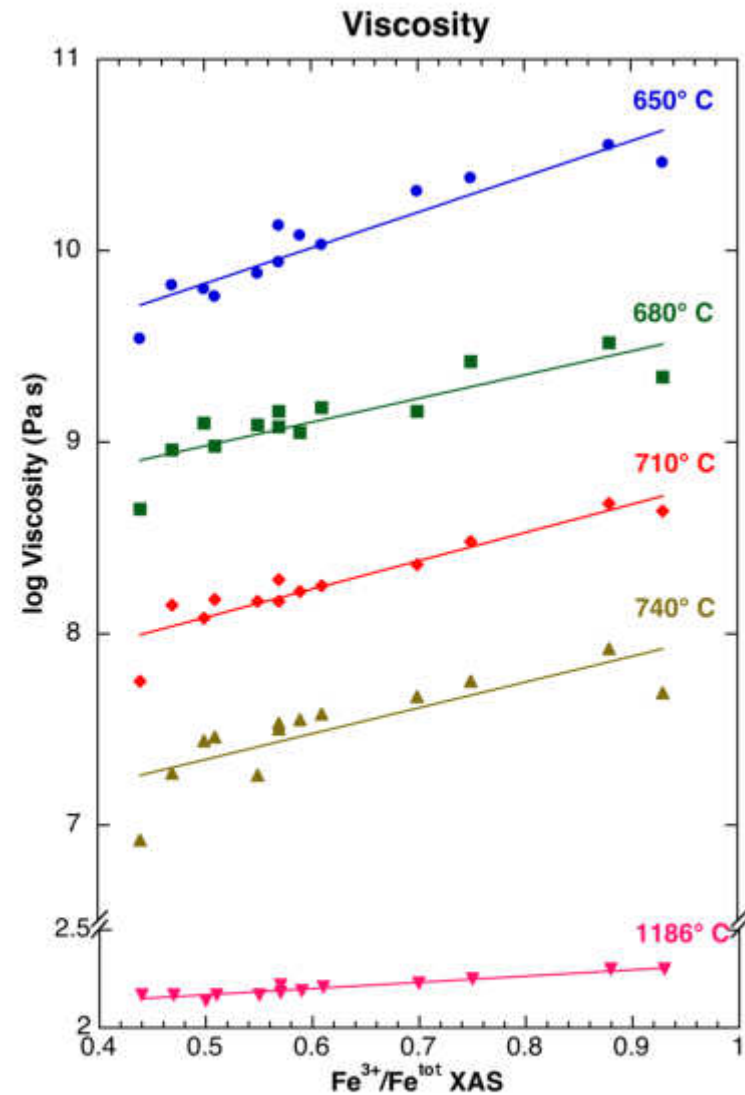 Viscosity
11
650° C
10
680° C
9
710° C
8
740° C
7
2.5
1186° C
2
0.4 0.5 0.6 0.7 0.8 0.9 1
log Viscosity (Pa s)
Fe³⁺/Feᵗᵒᵗ XAS